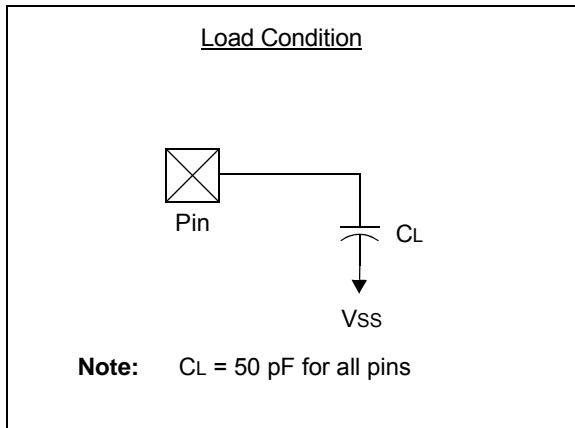 Load Condition
Pin
CL
VSS
Note: CL = 50 pF for all pins